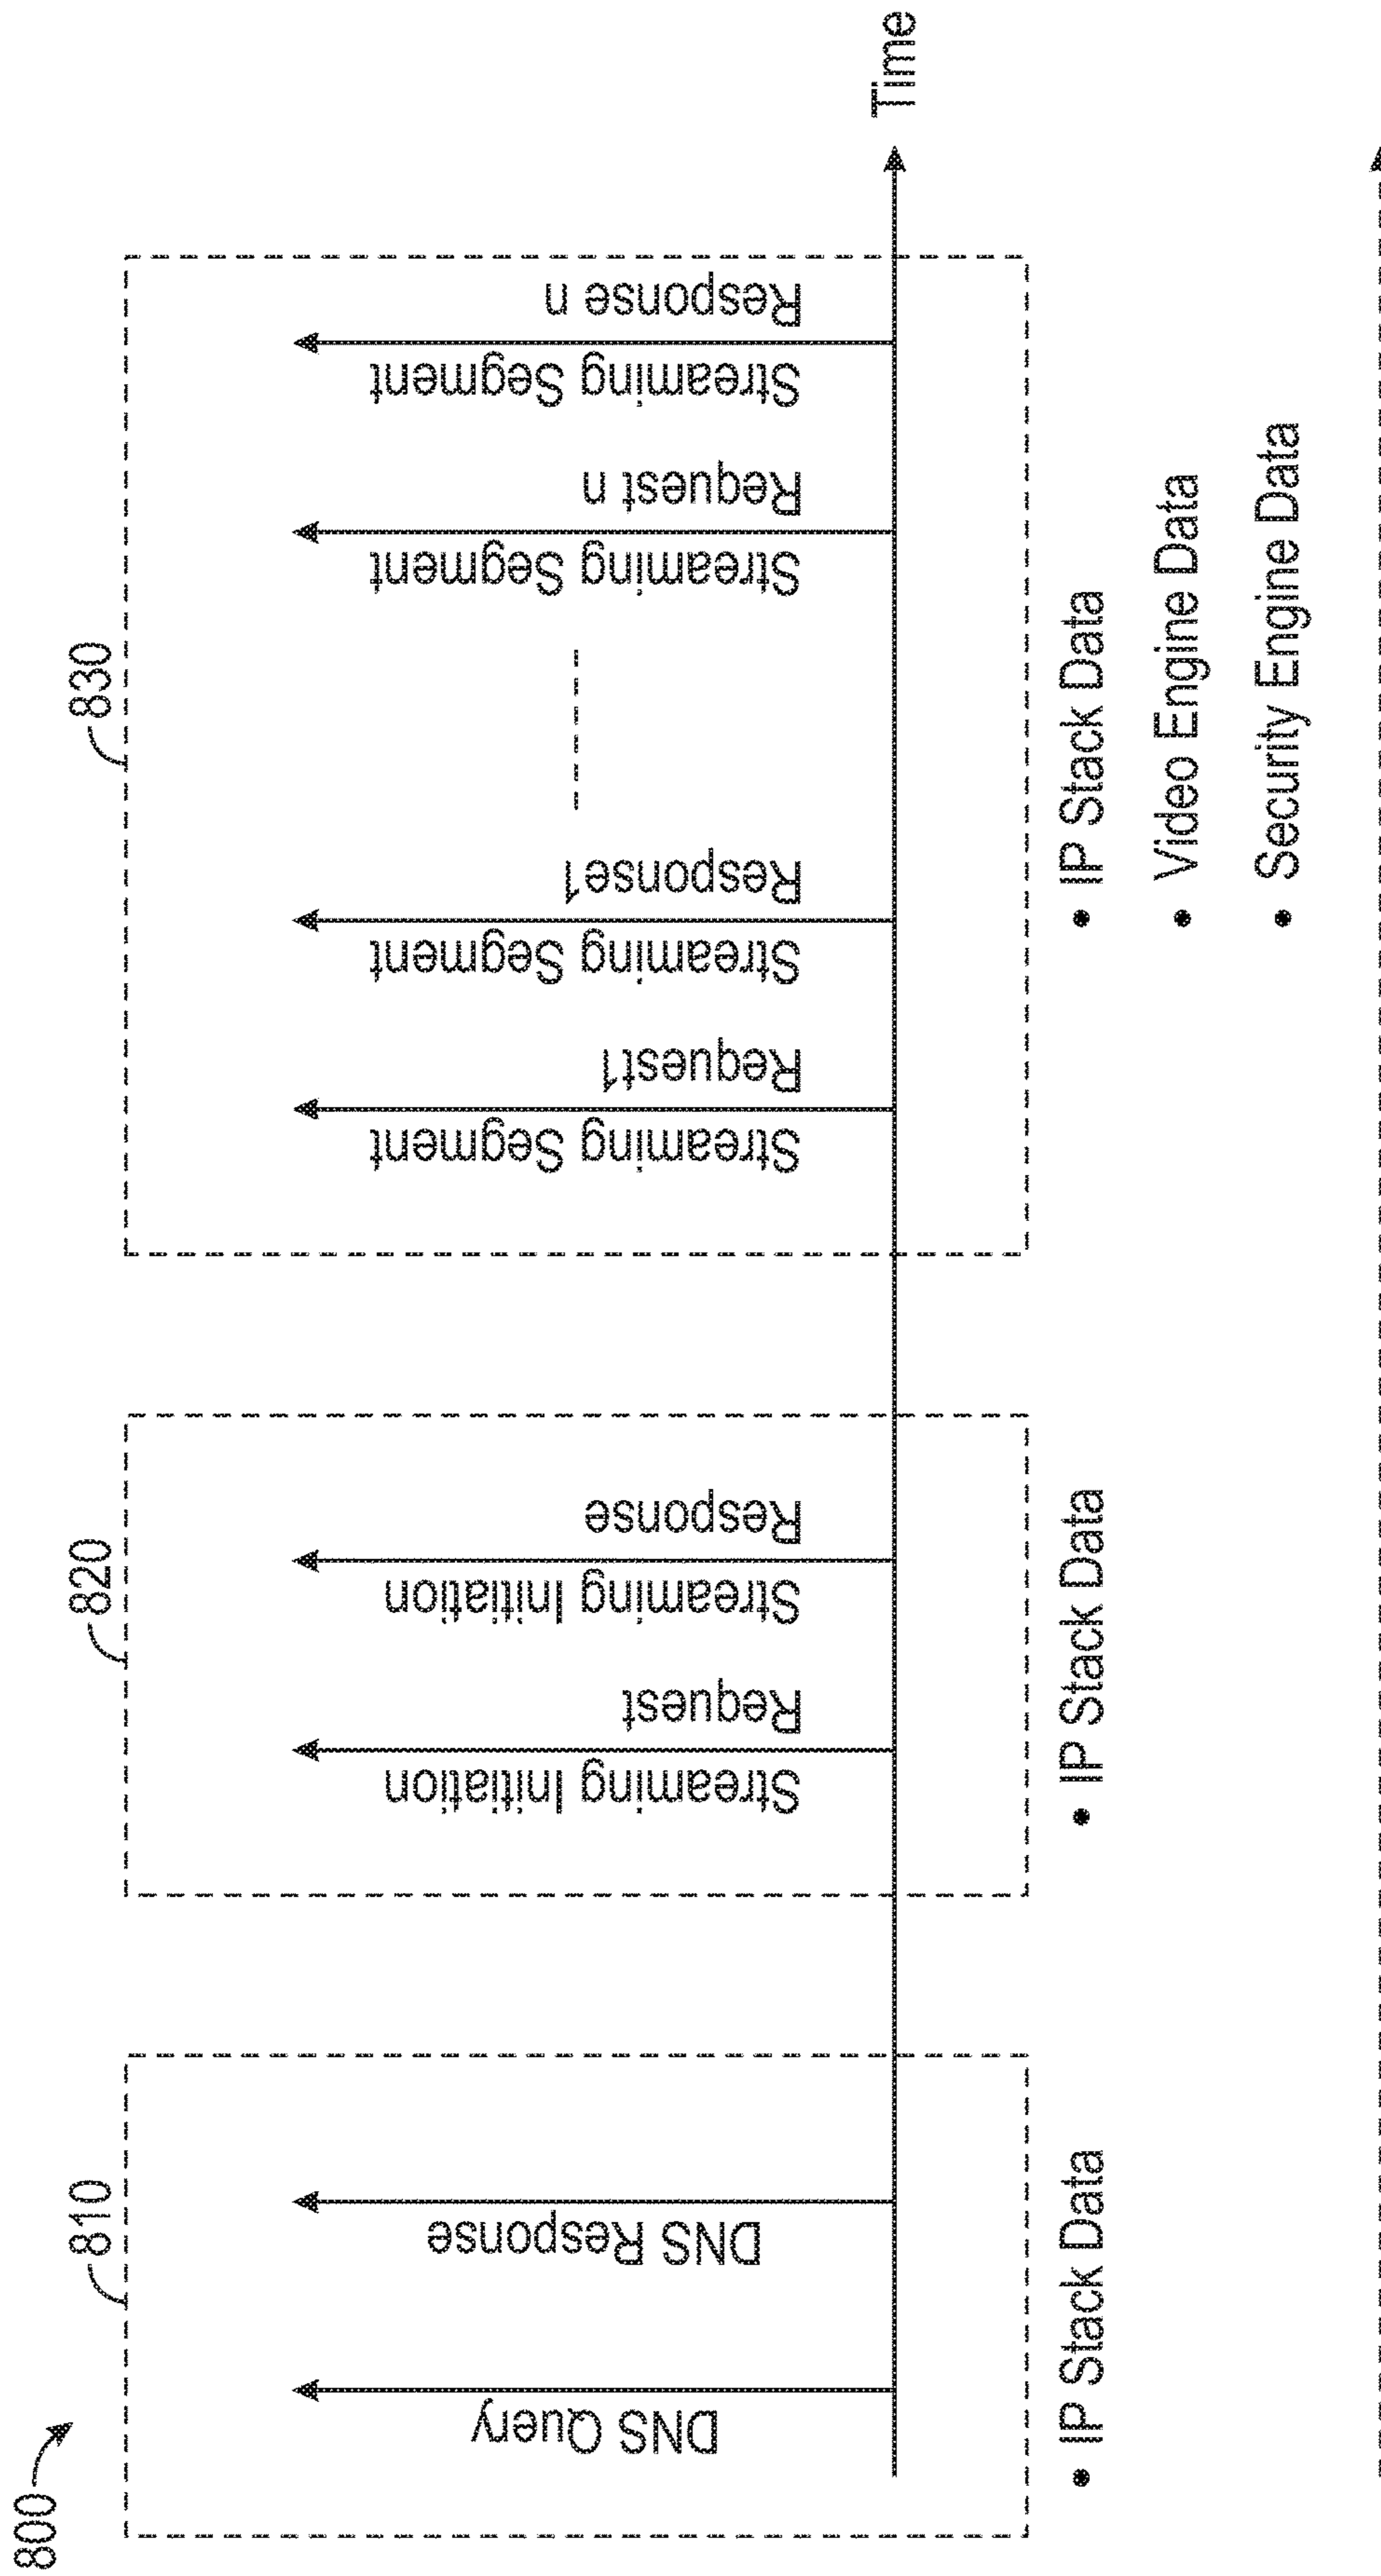 800
810
DNS Query
DNS Response
• IP Stack Data
820
Streaming Initiation
Request
Streaming Initiation
Response
• IP Stack Data
830
Streaming Segment
Request1
Streaming Segment
Response1
Streaming Segment
Request n
Streaming Segment
Response n
• IP Stack Data
• Video Engine Data
• Security Engine Data
Time